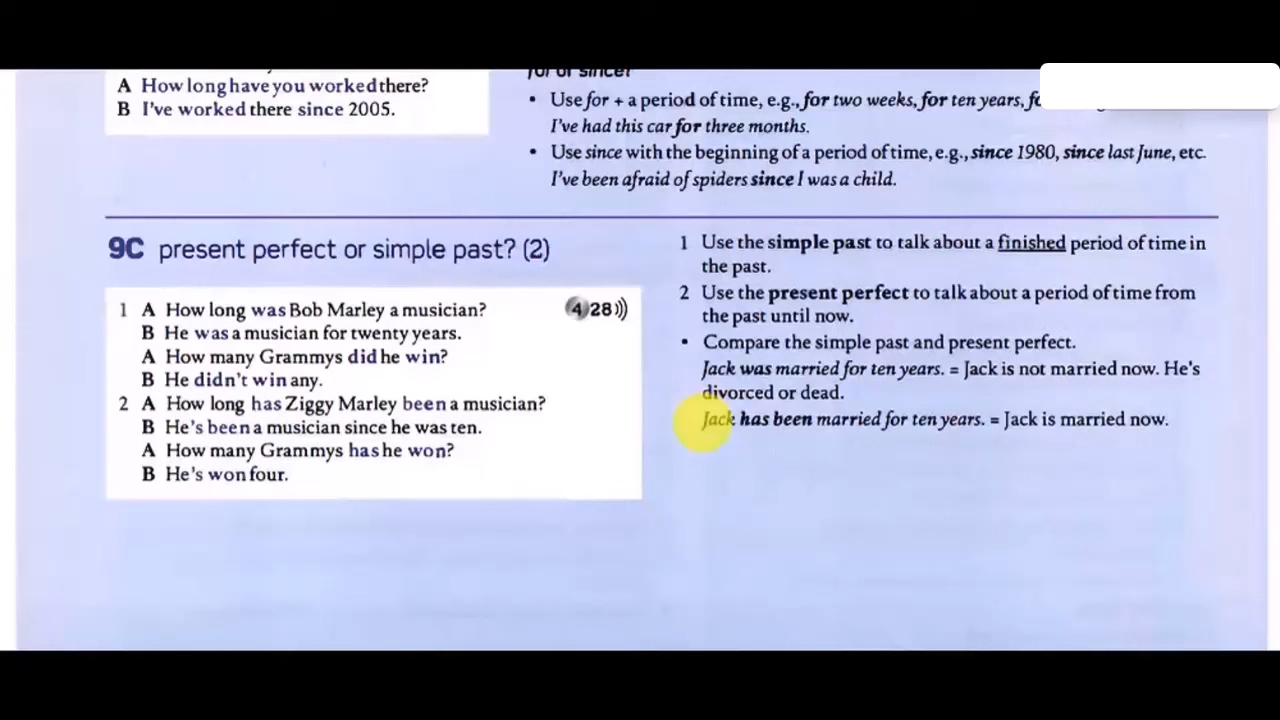 A How long have you worked there?
B I've worked there since 2005.
for or since?
• Use for + a period of time, e.g., for two weeks, for ten years,
I've had this car for three months.
• Use since with the beginning of a period of time, e.g., since 1980, since last June, etc.
I've been afraid of spiders since I was a child.
9C present perfect or simple past? (2)
1 A How long was Bob Marley a musician?
4 28))
B He was a musician for twenty years.
A How many Grammys did he win?
B He didn't win any.
2 A How long has Ziggy Marley been a musician?
B He's been a musician since he was ten.
A How many Grammys has he won?
B He's won four.
1 Use the simple past to talk about a finished period of time in
the past.
2 Use the present perfect to talk about a period of time from
the past until now.
• Compare the simple past and present perfect.
Jack was married for ten years. = Jack is not married now. He's
divorced or dead.
Jack has been married for ten years. = Jack is married now.